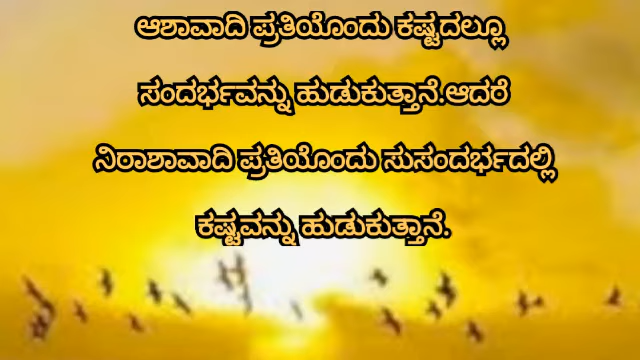 ಆಶಾವಾದಿ ಪ್ರತಿಯೊಂದು ಕಷ್ಟದಲ್ಲೂ
ಸಂದರ್ಭವನ್ನು ಹುಡುಕುತ್ತಾನೆ.ಆದರೆ
ನಿರಾಶಾವಾದಿ ಪ್ರತಿಯೊಂದು ಸುಸಂದರ್ಭದಲ್ಲಿ
ಕಷ್ಟವನ್ನು ಹುಡುಕುತ್ತಾನೆ.